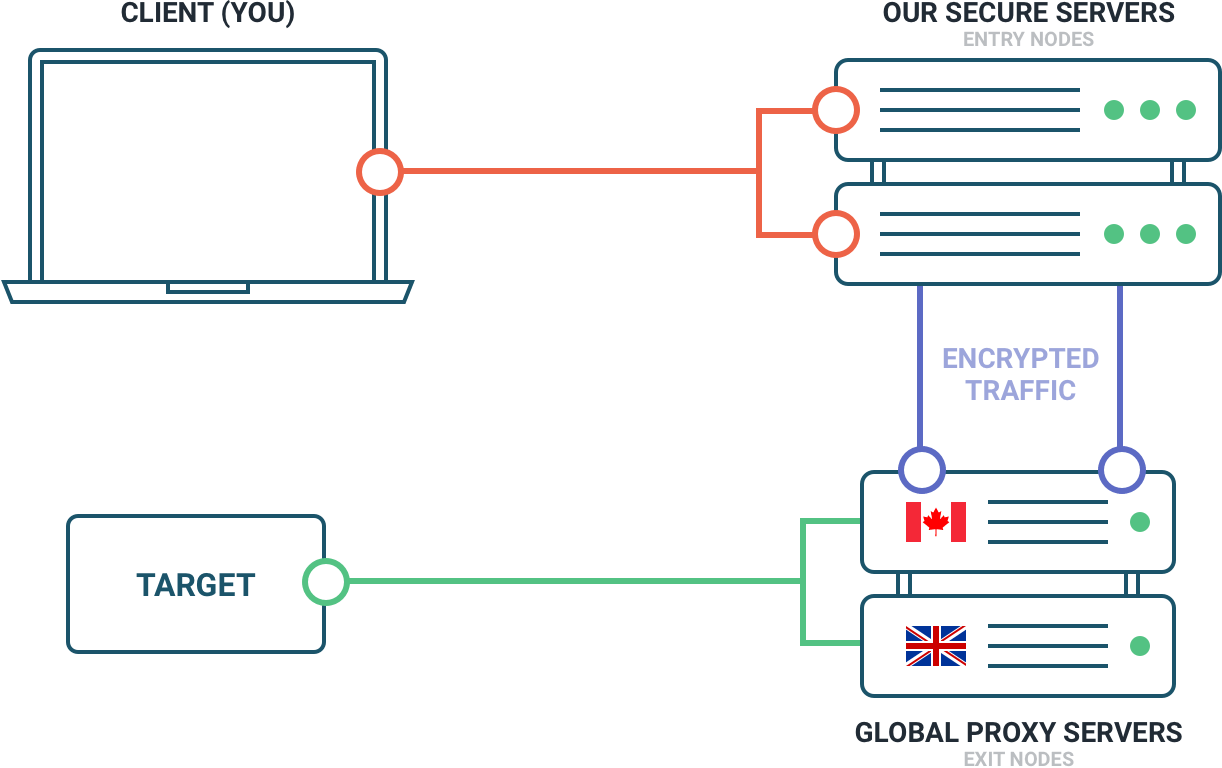 CLIENT (YOU)
OUR SECURE SERVERS
ENTRY NODES
ENCRYPTED
TRAFFIC
TARGET
GLOBAL PROXY SERVERS
EXIT NODES